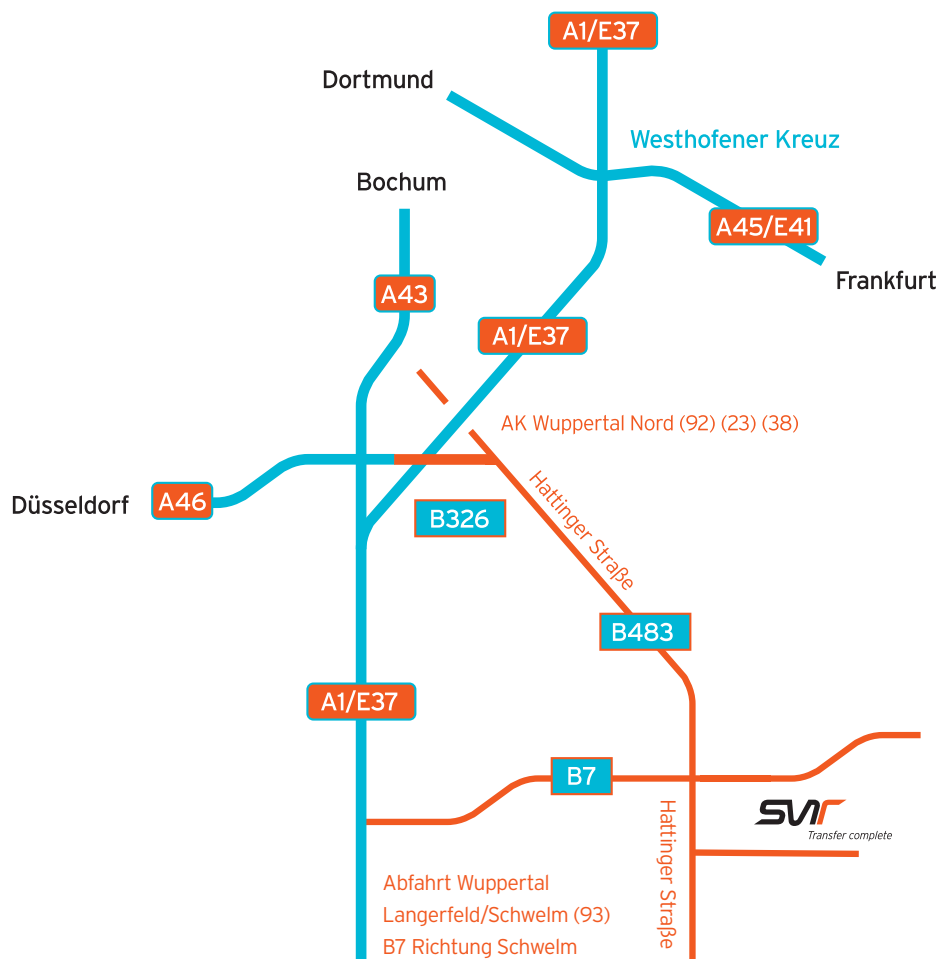 A1/E37
Dortmund
Westhofener Kreuz
Bochum
A45/E41
Frankfurt
A43
A1/E37
AK Wuppertal Nord (92) (23) (38)
Düsseldorf
A46
B326
Hattinger Straße
B483
A1/E37
B7
SVT
Transfer complete
Hattinger Straße
Abfahrt Wuppertal
Langerfeld/Schwelm (93)
B7 Richtung Schwelm